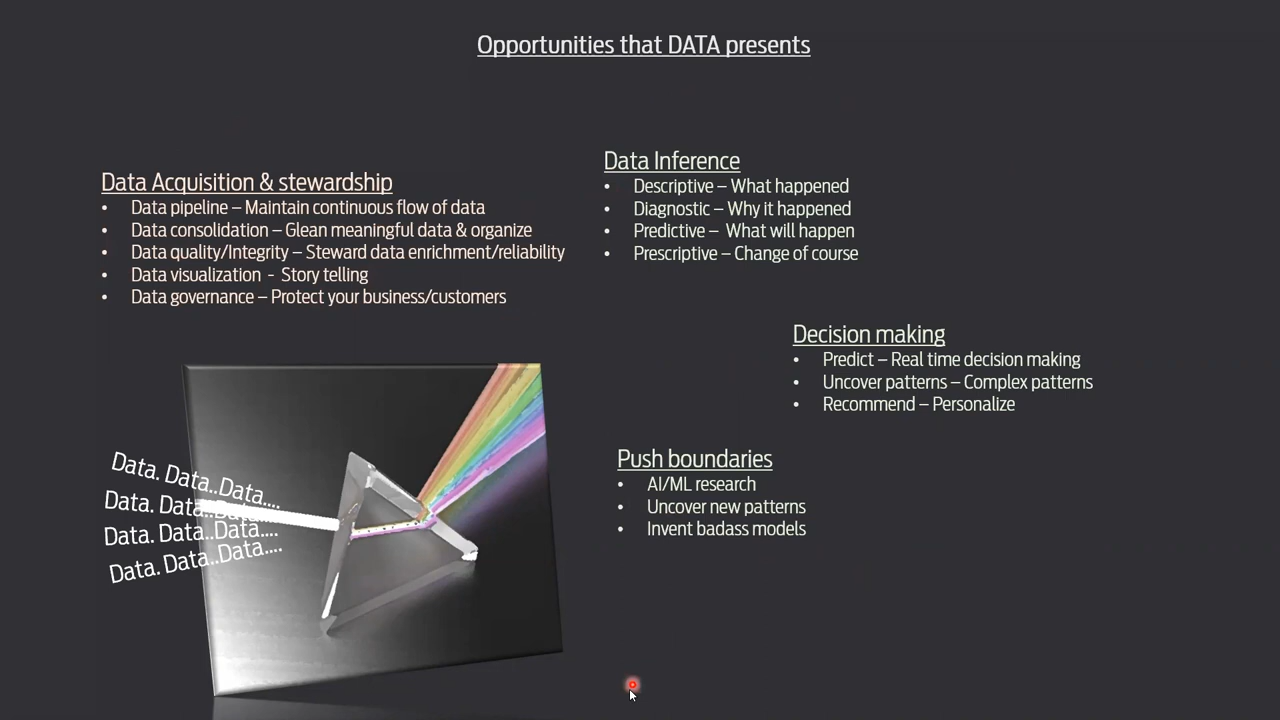 Opportunities that DATA presents
Data Acquisition & stewardship
• Data pipeline – Maintain continuous flow of data
• Data consolidation – Glean meaningful data & organize
• Data quality/Integrity – Steward data enrichment/reliability
• Data visualization - Story telling
• Data governance – Protect your business/customers
Data Inference
• Descriptive – What happened
• Diagnostic – Why it happened
• Predictive – What will happen
• Prescriptive – Change of course
Decision making
• Predict – Real time decision making
• Uncover patterns – Complex patterns
• Recommend – Personalize
Push boundaries
• AI/ML research
• Uncover new patterns
• Invent badass models
Data. Data..Data....
Data. Data..Data....
Data. Data..Data....
Data. Data..Data....